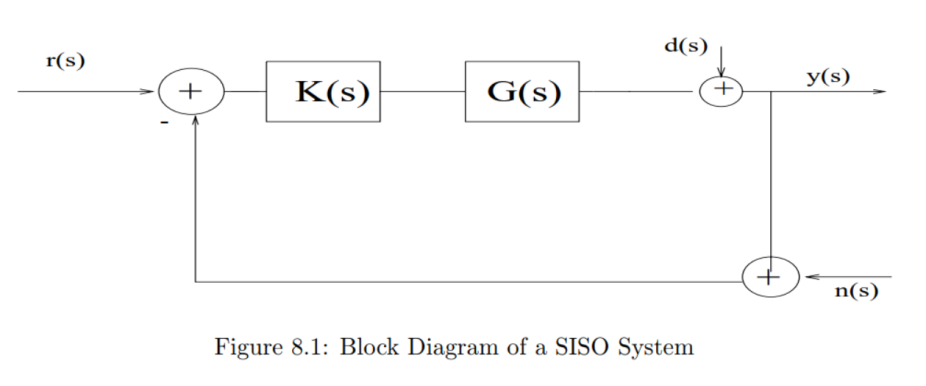 d(s)
r(s)
y(s)
+
K(s)
G(s)
+
-
+
n(s)
Figure 8.1: Block Diagram of a SISO System